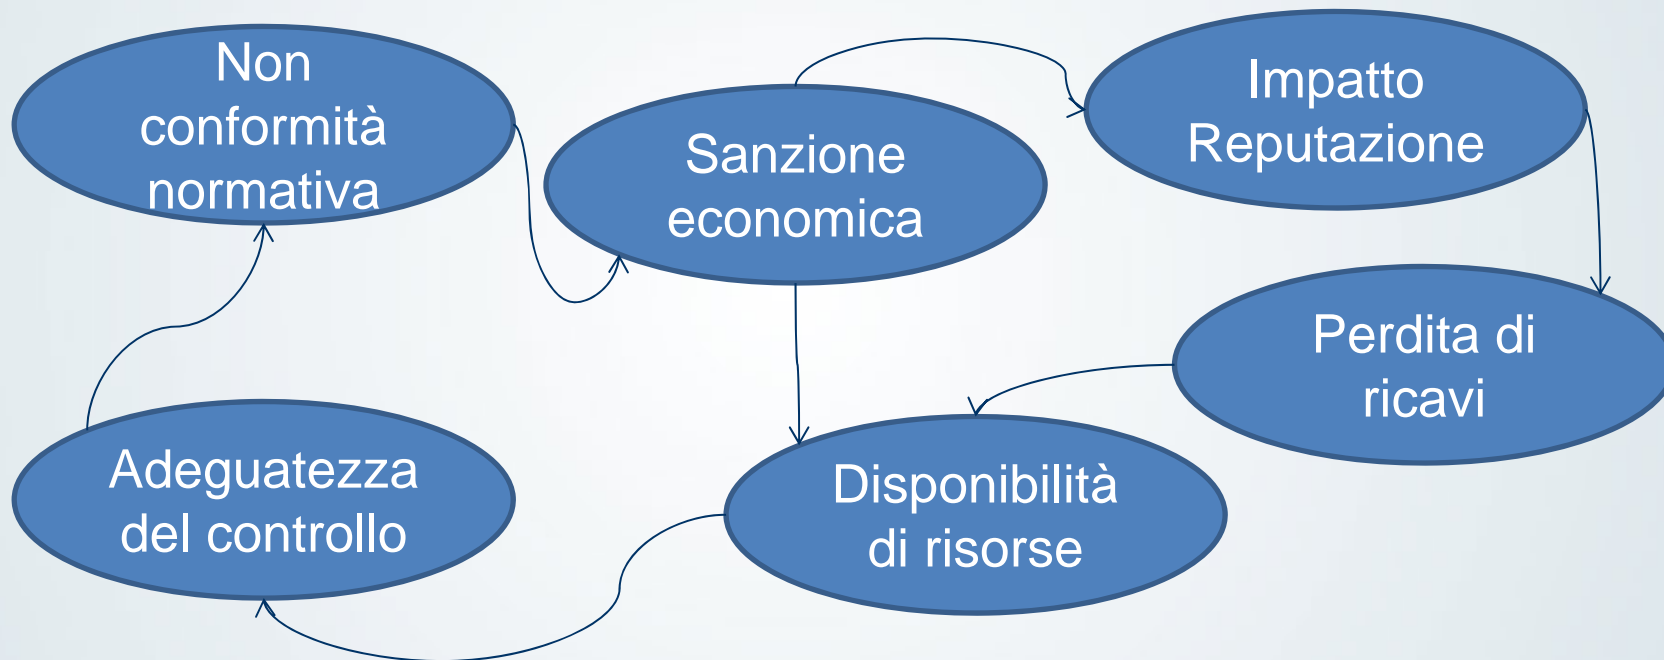 Non
conformità
normativa
Sanzione
economica
Impatto
Reputazione
Perdita di
ricavi
Disponibilità
di risorse
Adeguatezza
del controllo